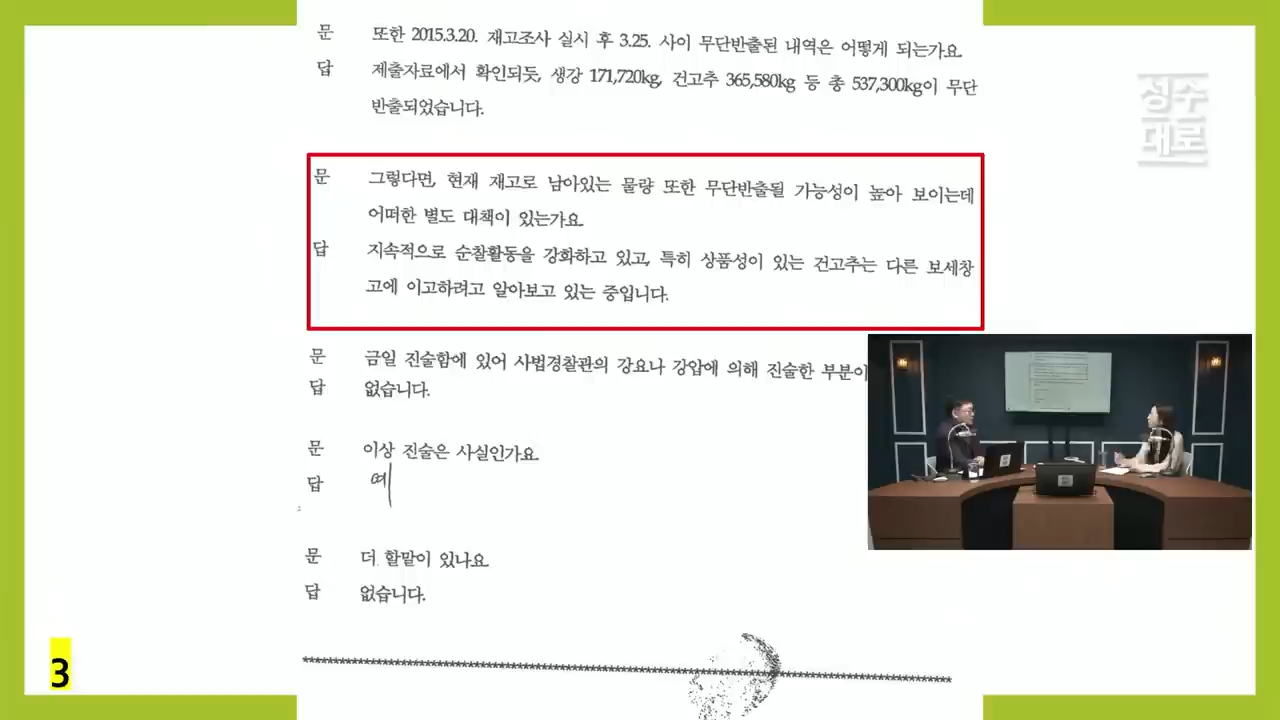 문 또한 2015.3.20. 재고조사 실시 후 3.25. 사이 무단반출된 내역은 어떻게 되는가요.
답 제출자료에서 확인되듯, 생강 171,720kg, 건고추 365,580kg 등 총 537,300kg이 무단
반출되었습니다.
성수
대로
문 그렇다면, 현재 재고로 남아있는 물량 또한 무단반출될 가능성이 높아 보이는데
어떠한 별도 대책이 있는가요.
답 지속적으로 순찰활동을 강화하고 있고, 특히 상품성이 있는 건고추는 다른 보세창
고에 이고하려고 알아보고 있는 중입니다.
문 금일 진술함에 있어 사법경찰관의 강요나 강압에 의해 진술한 부분이
답 없습니다.
문 이상 진술은 사실인가요.
답 예
문 더 할말이 있나요.
답 없습니다.
3